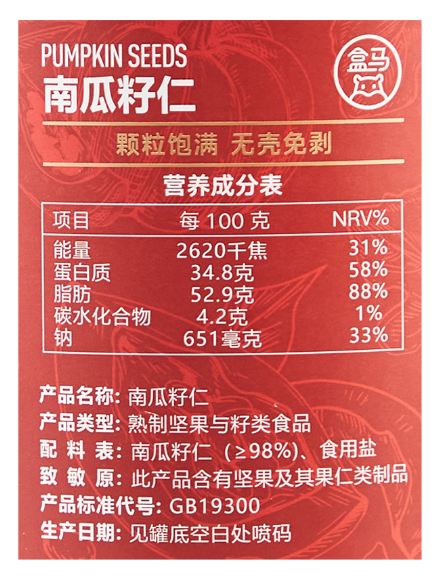 PUMPKIN SEEDS
南瓜籽仁
盒马
颗粒饱满 无壳免剥
营养成分表
项目 每 100 克 NRV%
能量 2620千焦 31%
蛋白质 34.8克 58%
脂肪 52.9克 88%
碳水化合物 4.2克 1%
钠 651毫克 33%
产品名称: 南瓜籽仁
产品类型: 熟制坚果与籽类食品
配 料 表: 南瓜籽仁（≥98%)、食用盐
致 敏 原: 此产品含有坚果及其果仁类制品
产品标准代号: GB19300
生产日期: 见罐底空白处喷码